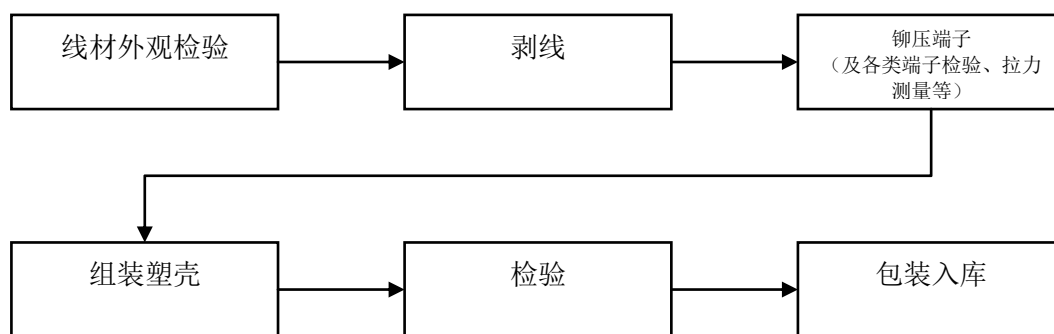 线材外观检验
剥线
铆压端子
（及各类端子检验、拉力
测量等）
组装塑壳
检验
包装入库